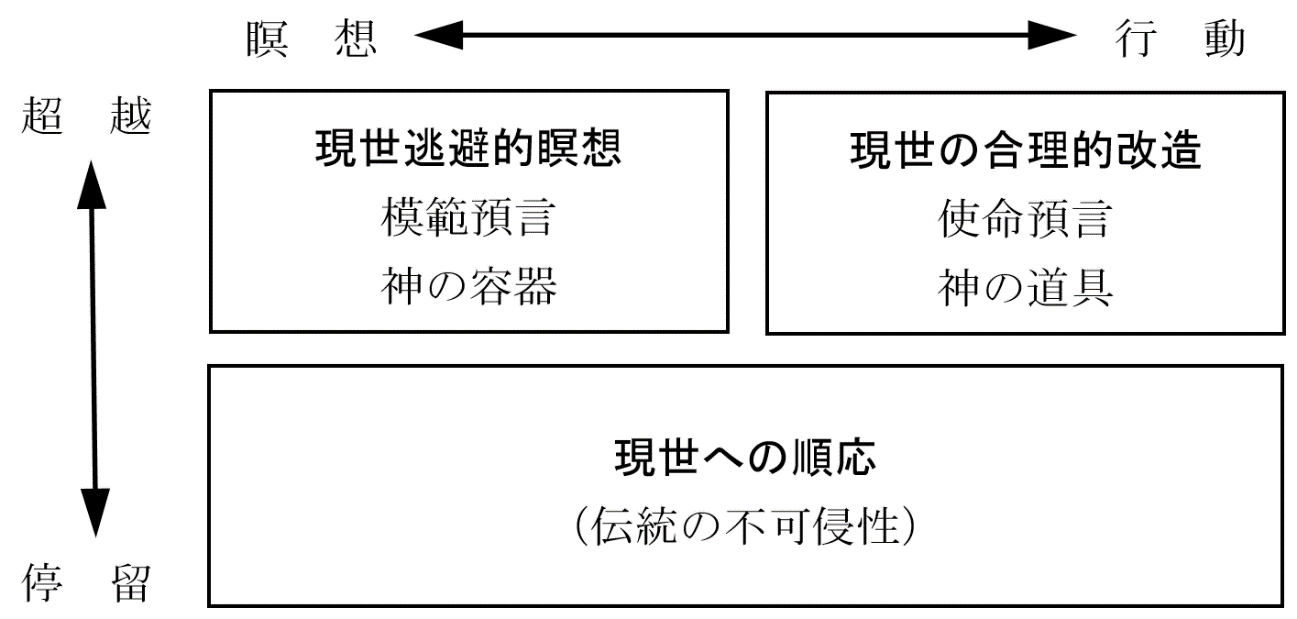 瞑 想
行 動
超 越
現世逃避的瞑想
模範預言
神の容器
現世の合理的改造
使命預言
神の道具
現世への順応
（伝統の不可侵性）
停 留